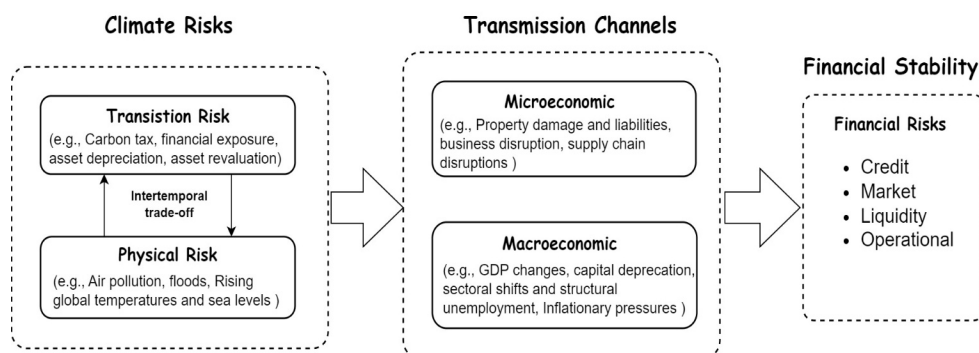 Climate Risks
Transistion Risk
(e.g., Carbon tax, financial exposure,
asset depreciation, asset revaluation)
Intertemporal
trade-off
Physical Risk
(e.g., Air pollution, floods, Rising
global temperatures and sea levels )
Transmission Channels
Microeconomic
(e.g., Property damage and liabilities,
business disruption, supply chain
disruptions )
Macroeconomic
(e.g., GDP changes, capital deprecation,
sectoral shifts and structural
unemployment, Inflationary pressures )
Financial Stability
Financial Risks
• Credit
• Market
• Liquidity
• Operational